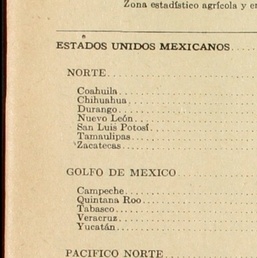 Zona estadístico agrícola y e
ESTADOS UNIDOS MEXICANOS
NORTE
Coahuila
Chihuahua
Durango
Nuevo León
San Luis Potosí
Tamaulipas
Zacatecas
GOLFO DE MEXICO
Campeche
Quintana Roo
Tabasco
Veracruz
Yucatán
PACIFICO NORTE